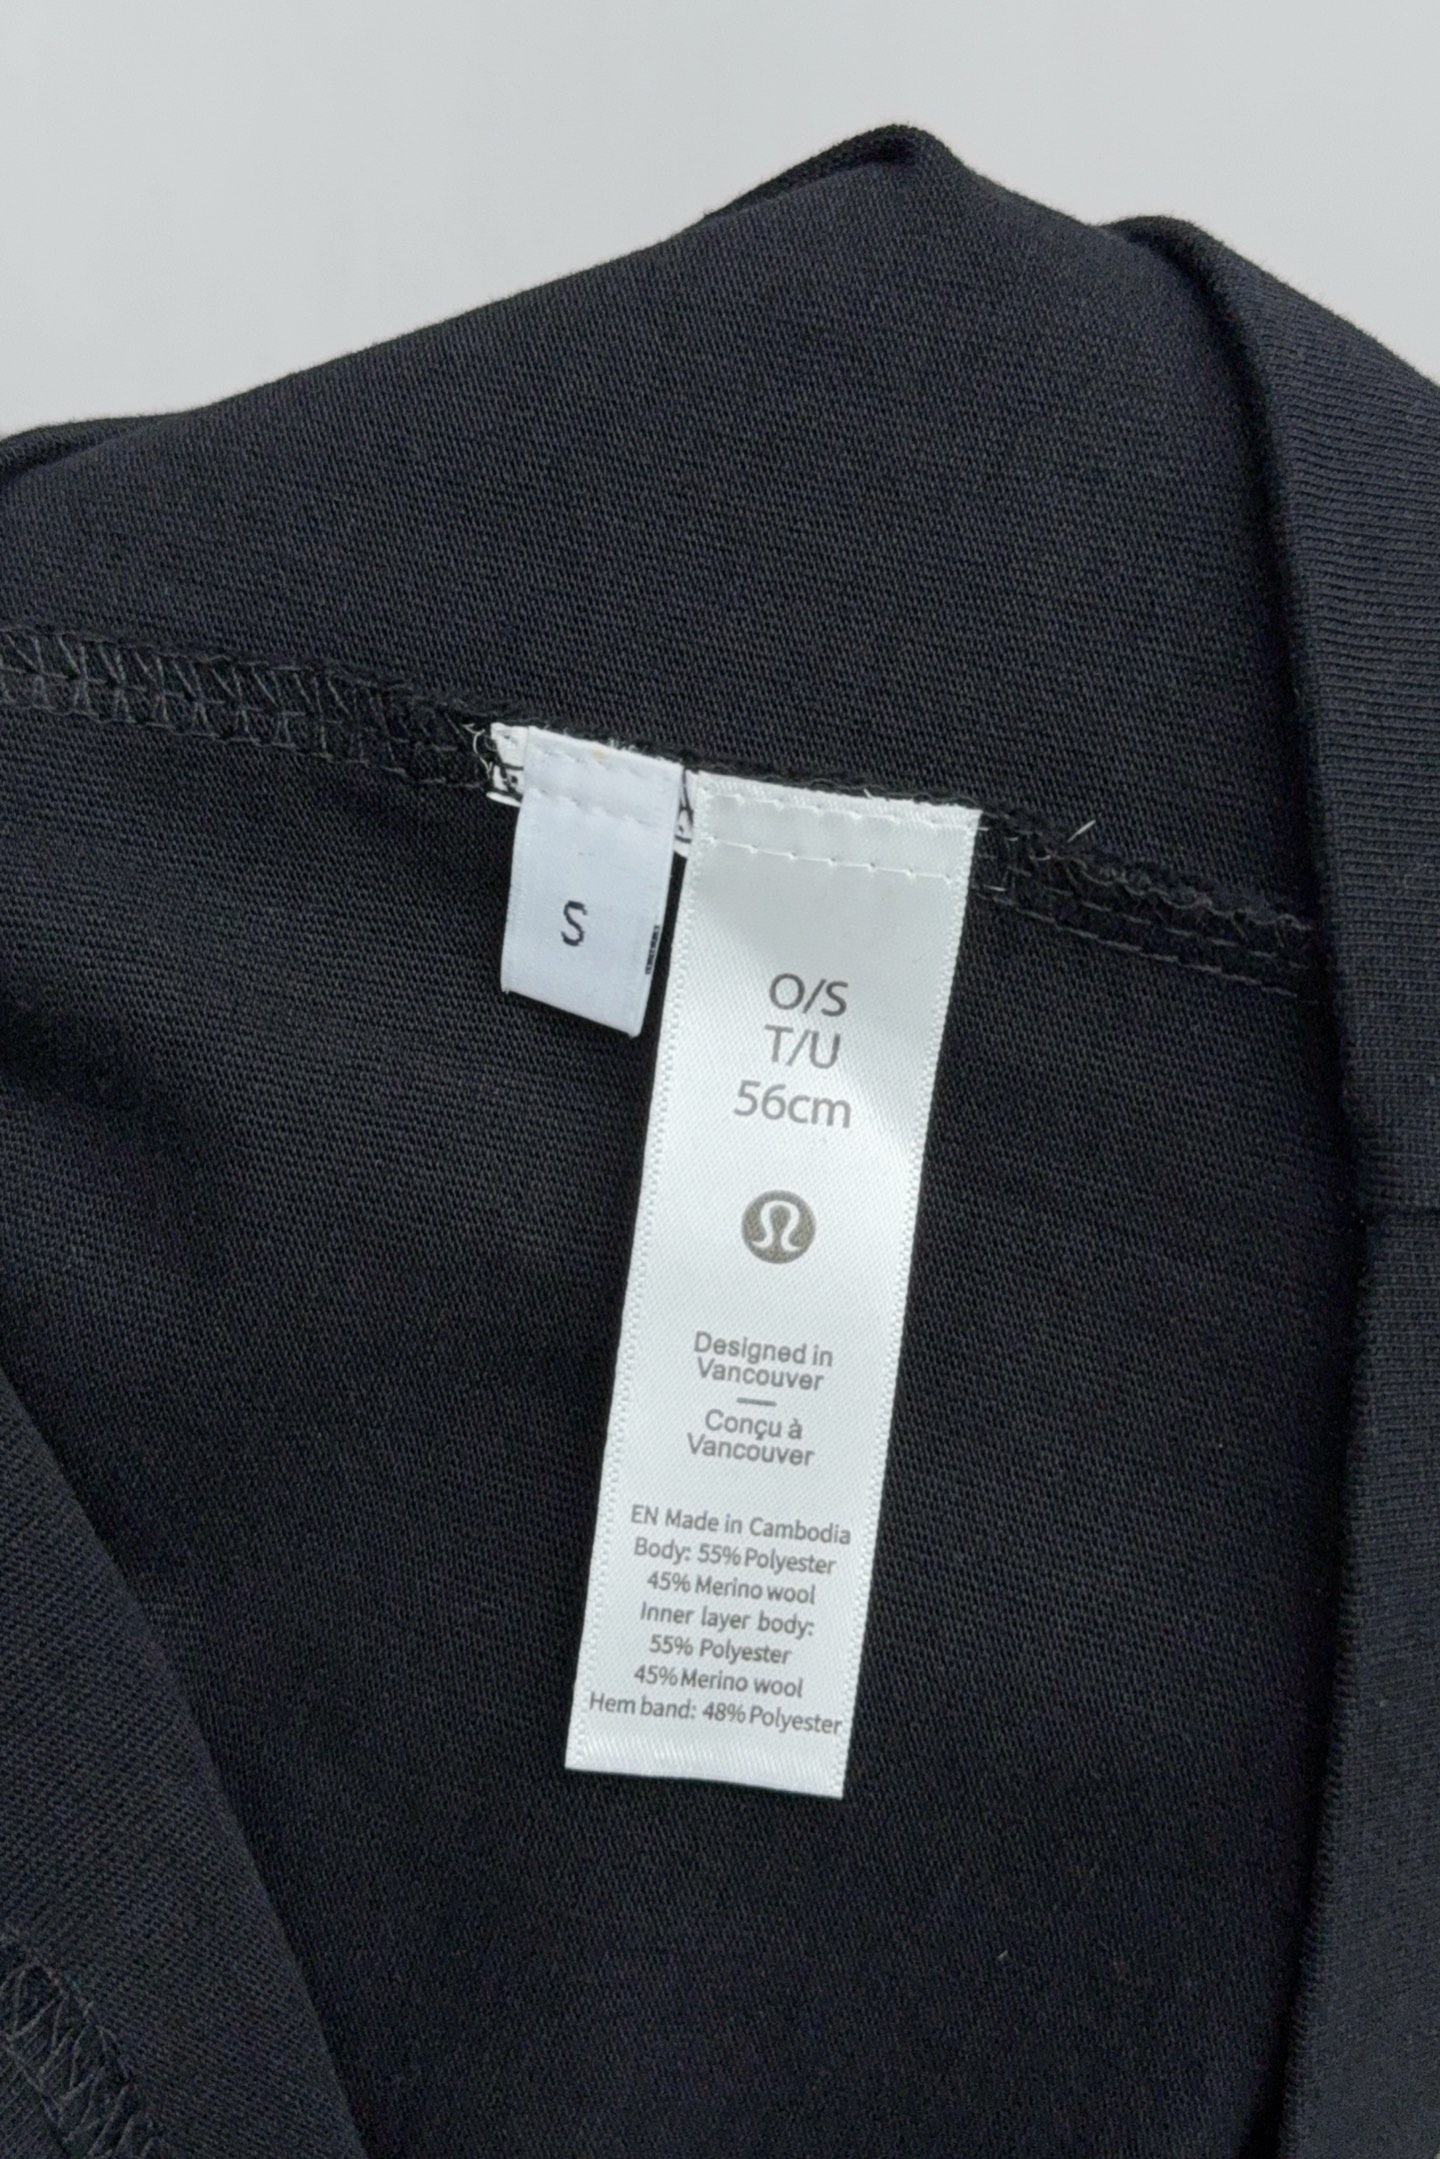 S
O/S
T/U
56cm
Designed in
Vancouver
Conçu à
Vancouver
EN Made in Cambodia
Body: 55% Polyester
45% Merino wool
Inner layer body:
55% Polyester
45% Merino wool
Hem band: 48% Polyester